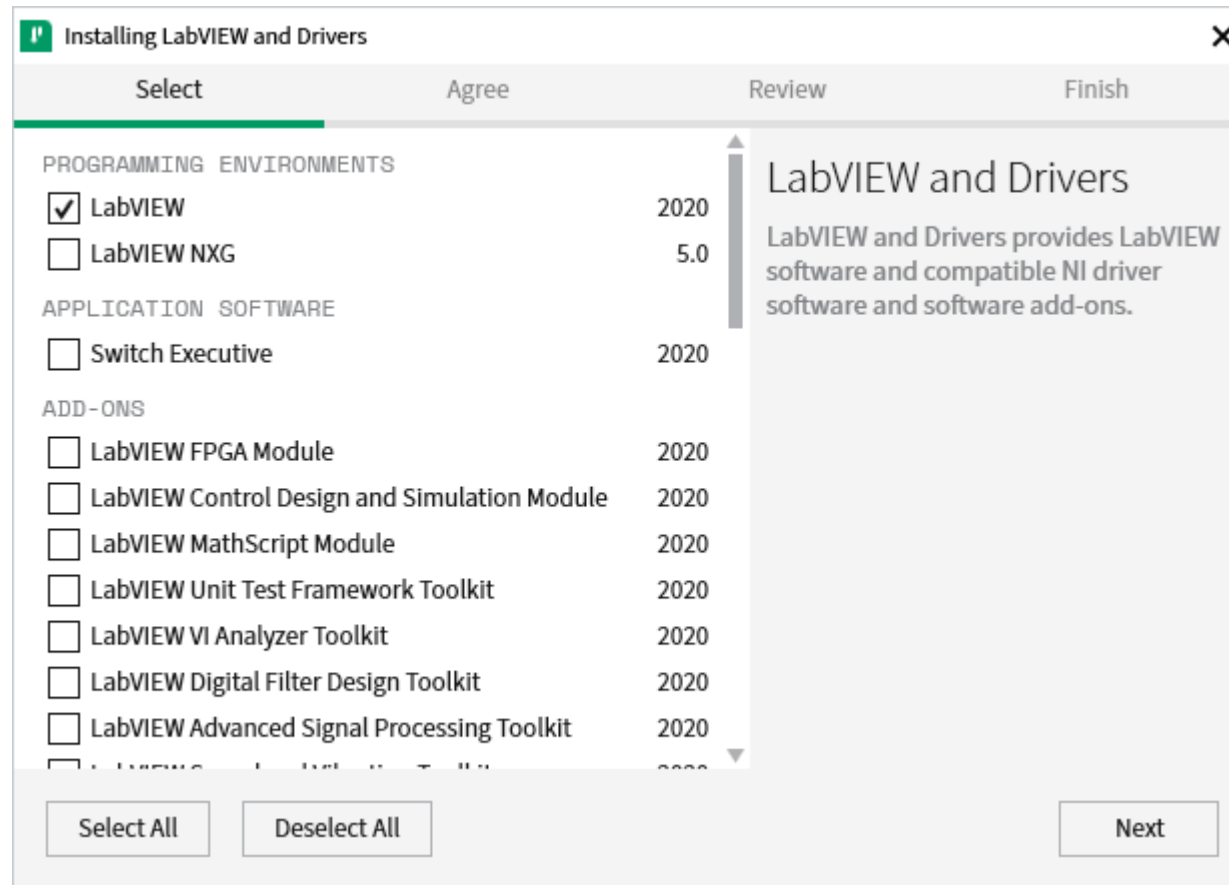 Installing LabVIEW and Drivers
Select Agree Review Finish
PROGRAMMING ENVIRONMENTS
LabVIEW 2020
LabVIEW NXG 5.0
APPLICATION SOFTWARE
Switch Executive 2020
ADD-ONS
LabVIEW FPGA Module 2020
LabVIEW Control Design and Simulation Module 2020
LabVIEW MathScript Module 2020
LabVIEW Unit Test Framework Toolkit 2020
LabVIEW VI Analyzer Toolkit 2020
LabVIEW Digital Filter Design Toolkit 2020
LabVIEW Advanced Signal Processing Toolkit 2020
LabVIEW and Drivers
LabVIEW and Drivers provides LabVIEW
software and compatible NI driver
software and software add-ons.
Select All Deselect All Next